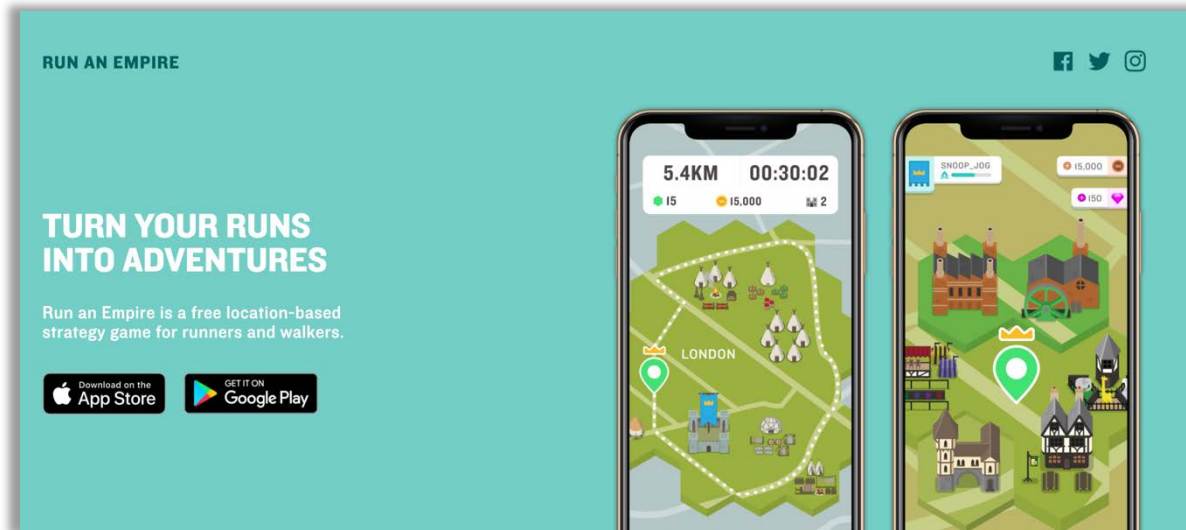 RUN AN EMPIRE
TURN YOUR RUNS
INTO ADVENTURES
Run an Empire is a free location-based
strategy game for runners and walkers.
Download on the
App Store
GET IT ON
Google Play
5.4KM 00:30:02
15 15,000 2
LONDON
SNOOP_JOG
15,000
150